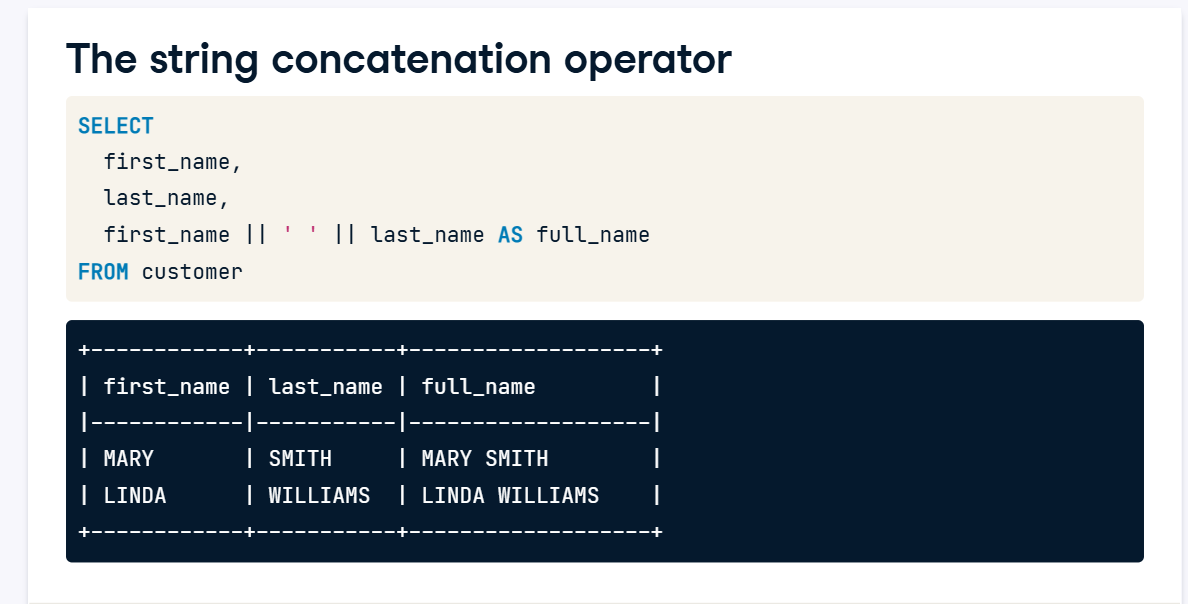 The string concatenation operator
SELECT
  first_name,
  last_name,
  first_name || ' ' || last_name AS full_name
FROM customer
+------------+-----------+-------------------+
| first_name | last_name | full_name         |
|------------|-----------|-------------------|
| MARY       | SMITH     | MARY SMITH        |
| LINDA      | WILLIAMS  | LINDA WILLIAMS    |
+------------+-----------+-------------------+